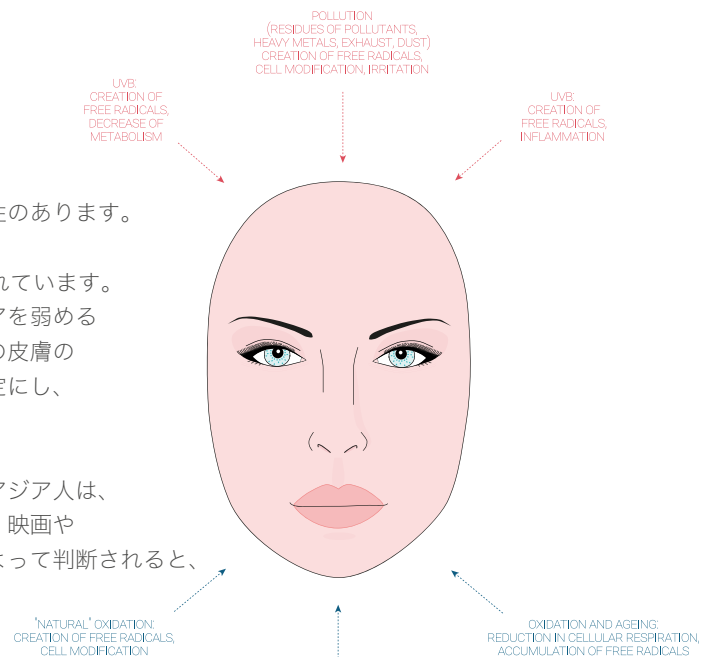 POLLUTION
(RESIDUES OF POLLUTANTS,
HEAVY METALS, EXHAUST, DUST)
CREATION OF FREE RADICALS,
CELL MODIFICATION, IRRITATION
UVB:
CREATION OF
FREE RADICALS,
DECREASE OF
METABOLISM
UVB:
CREATION OF
FREE RADICALS,
INFLAMMATION
のあります。
れています。
を弱める
の皮膚の
にし、
アジア人は、
映画や
よって判断されると、
"NATURAL" OXIDATION:
CREATION OF FREE RADICALS,
CELL MODIFICATION
OXIDATION AND AGEING:
REDUCTION IN CELLULAR RESPIRATION,
ACCUMULATION OF FREE RADICALS